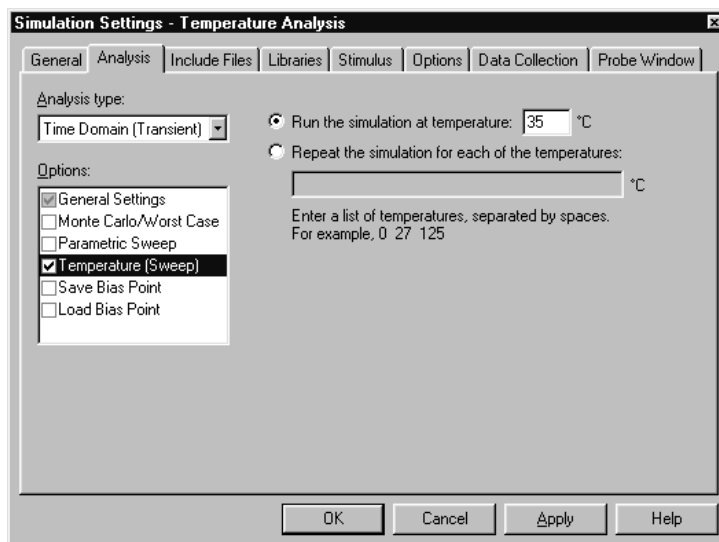 Simulation Settings - Temperature Analysis
General Analysis Include Files Libraries Stimulus Options Data Collection Probe Window
Analysis type:
Time Domain (Transient)
Run the simulation at temperature: 35 °C
Repeat the simulation for each of the temperatures:
°C
Enter a list of temperatures, separated by spaces.
For example, 0 27 125
Options:
General Settings
Monte Carlo/Worst Case
Parametric Sweep
Temperature (Sweep)
Save Bias Point
Load Bias Point
OK Cancel Apply Help